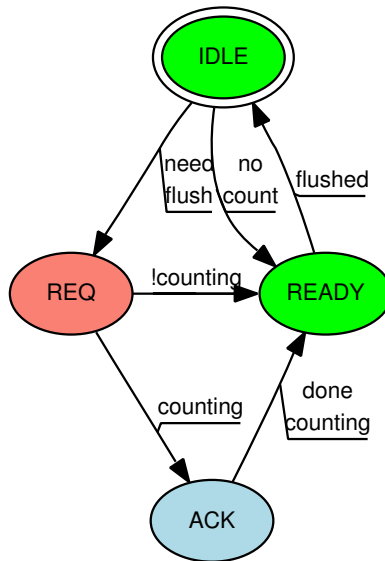 IDLE
need
flush
no
count
flushed
REQ
!counting
READY
counting
done
counting
ACK